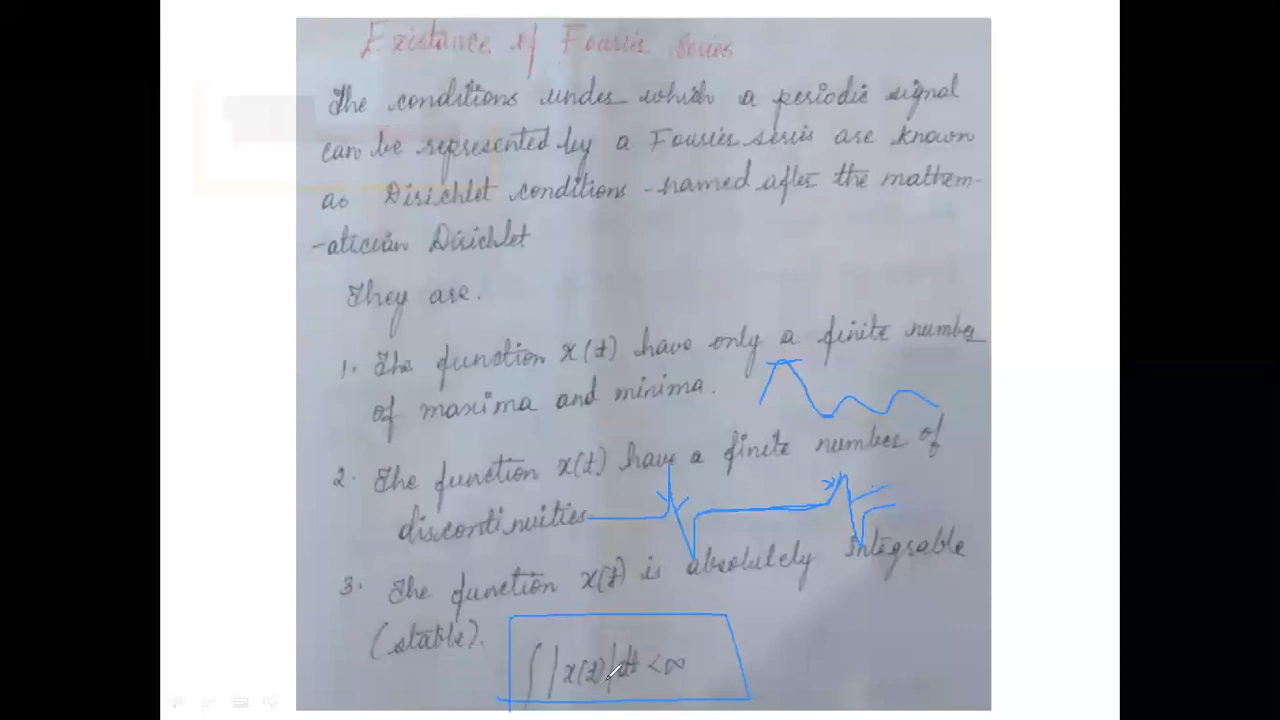 Existance of Fourier series
The conditions under which a periodic signal
can be represented by a Fourier series are known
as Dirichlet conditions - named after the mathem-
-atician Dirichlet
They are.
1. The function x(t) have only a finite number
of maxima and minima.
2. The function x(t) have a finite number of
discontinuities
3. The function x(t) is absolutely integrable
(stable).
∫|x(t)|dt < ∞